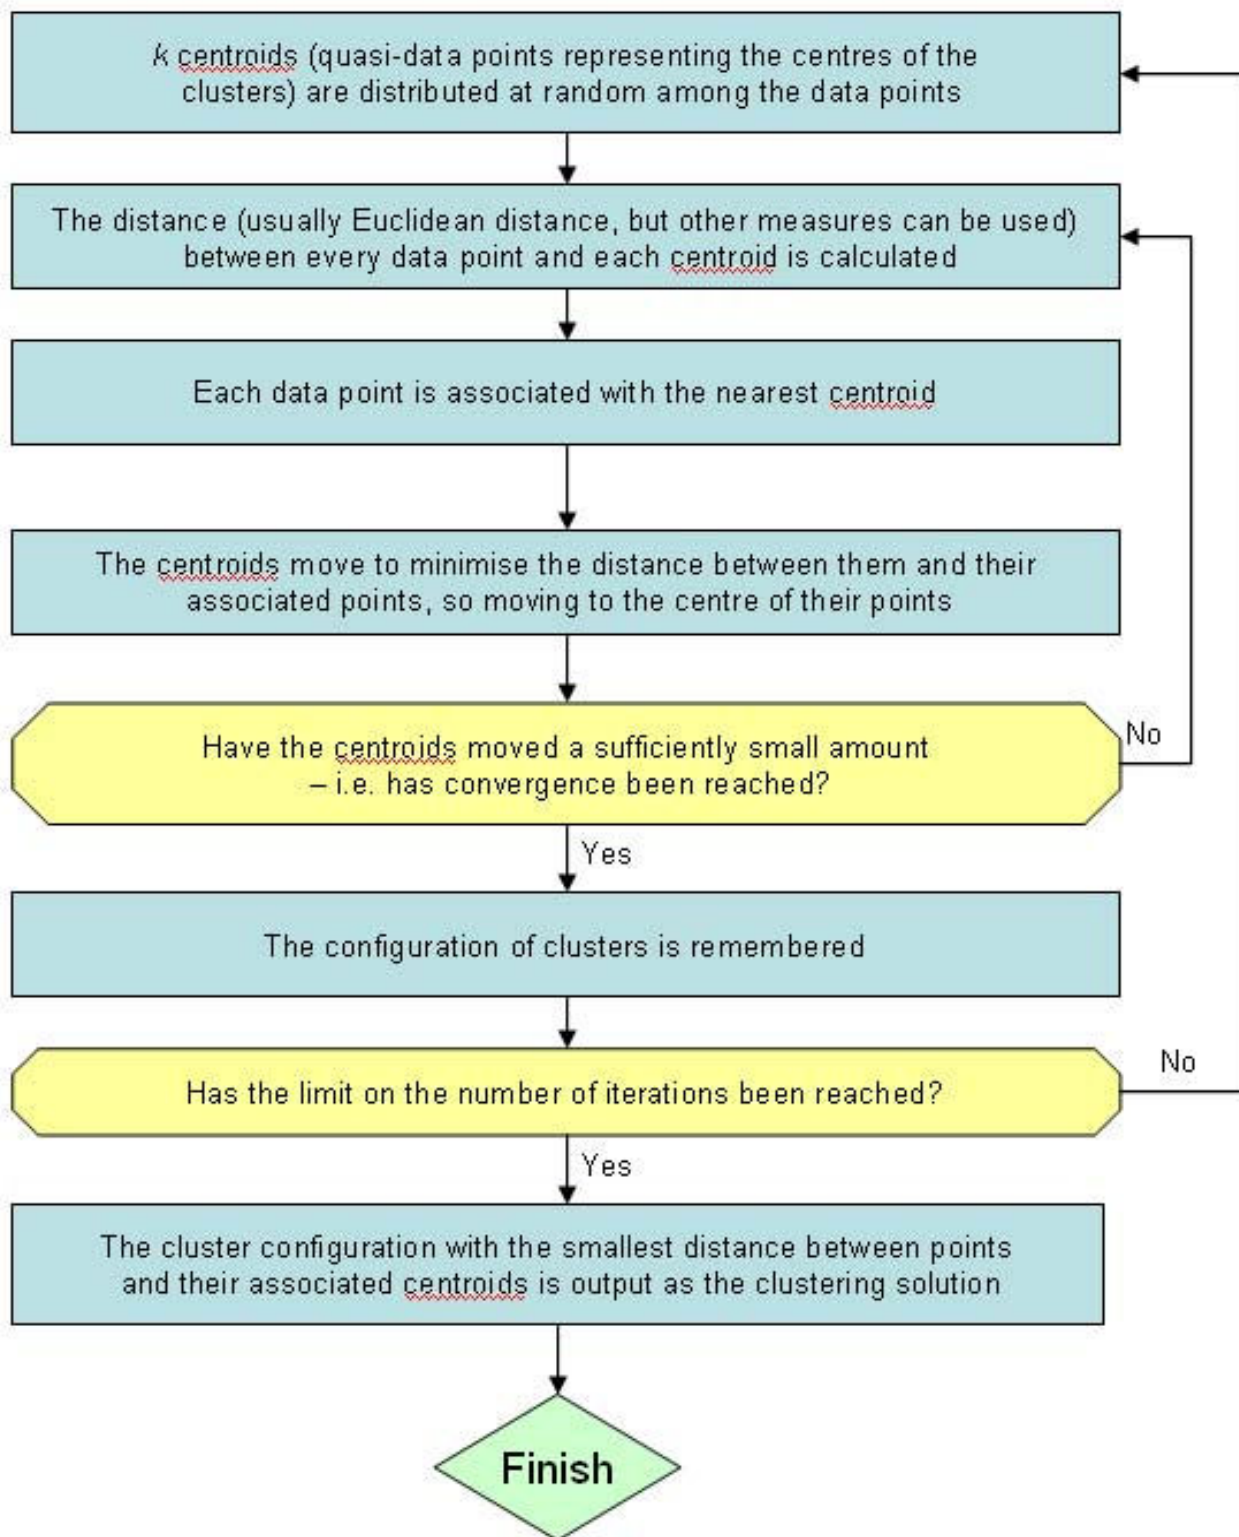 k centroids (quasi-data points representing the centres of the
clusters) are distributed at random among the data points
The distance (usually Euclidean distance, but other measures can be used)
between every data point and each centroid is calculated
Each data point is associated with the nearest centroid
The centroids move to minimise the distance between them and their
associated points, so moving to the centre of their points
Have the centroids moved a sufficiently small amount
– i.e. has convergence been reached?
No
Yes
The configuration of clusters is remembered
Has the limit on the number of iterations been reached?
No
Yes
The cluster configuration with the smallest distance between points
and their associated centroids is output as the clustering solution
Finish